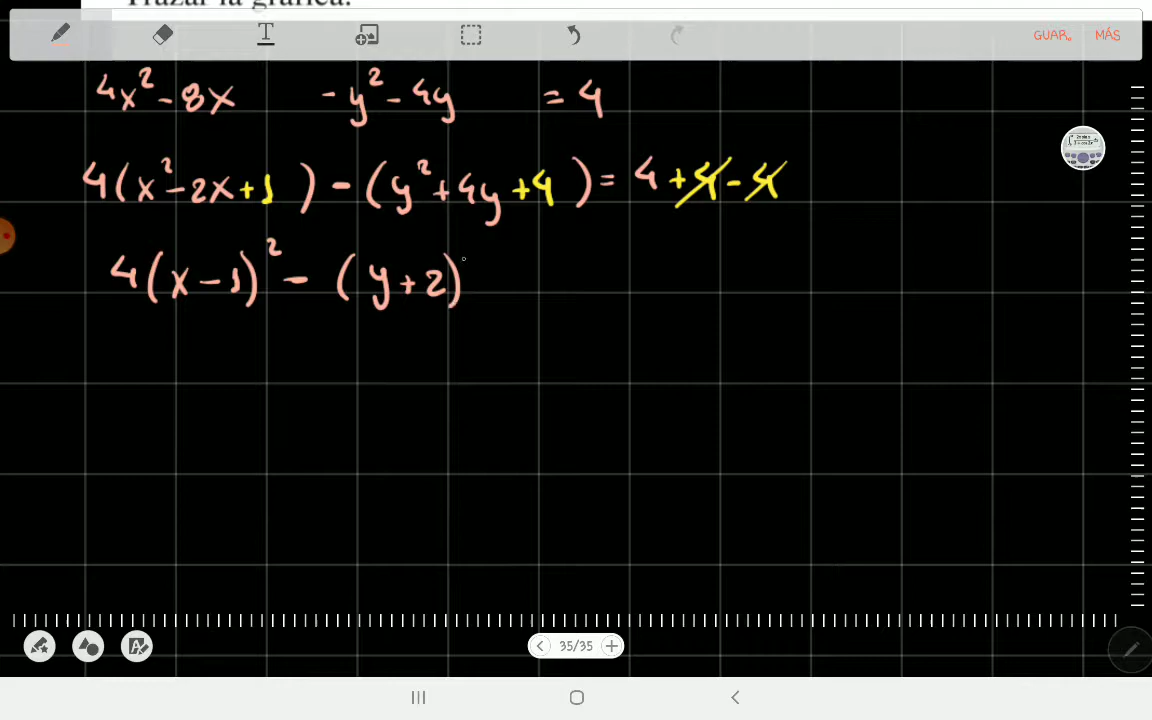 Trazar la gráfica.
T
GUAR.
MÁS
4x² - 8x - y² - 4y = 4
4(x² - 2x + 1) - (y² + 4y + 4) = 4 + 4 - 4
4(x - 1)² - (y + 2)
35/35